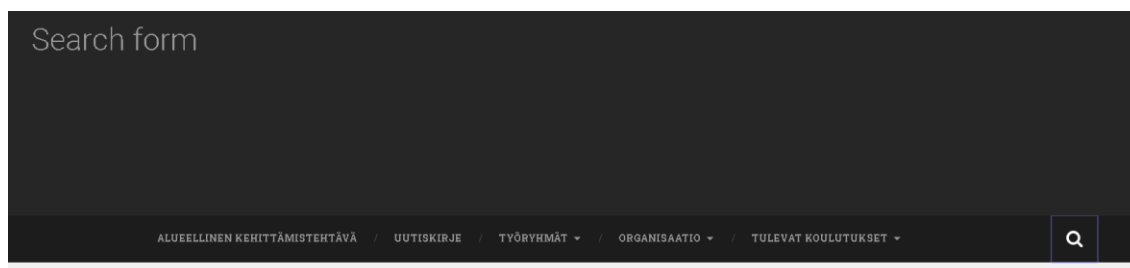 Search form
ALUEELLINEN KEHITTÄMISTEHTÄVÄ / UUTISKIRJE / TYÖRYHMÄT / ORGANISAATIO / TULEVAT KOULUTUKSET